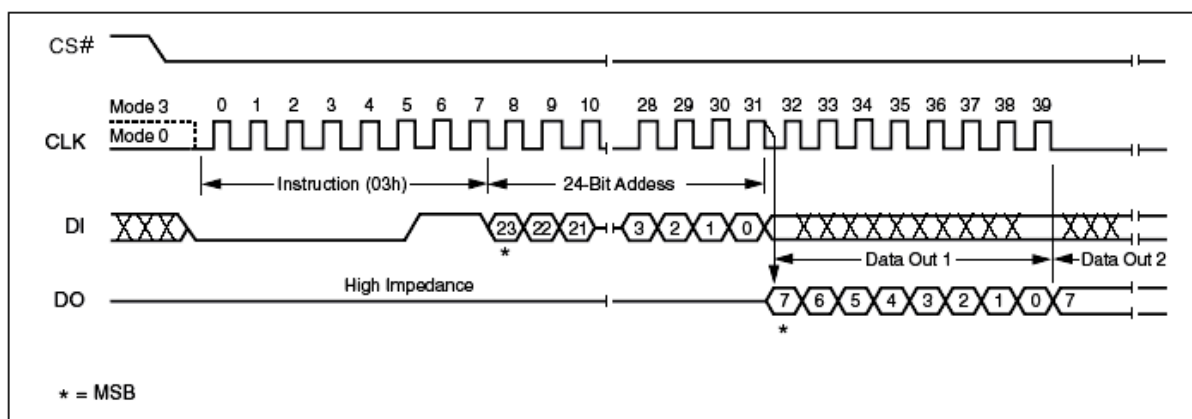 CS#
Mode 3
0 1 2 3 4 5 6 7 8 9 10 28 29 30 31 32 33 34 35 36 37 38 39
Mode 0
CLK
Instruction (03h)
24-Bit Addess
DI
23 22 21 3 2 1 0
*
Data Out 1
Data Out 2
High Impedance
DO
7 6 5 4 3 2 1 0 7
*
* = MSB